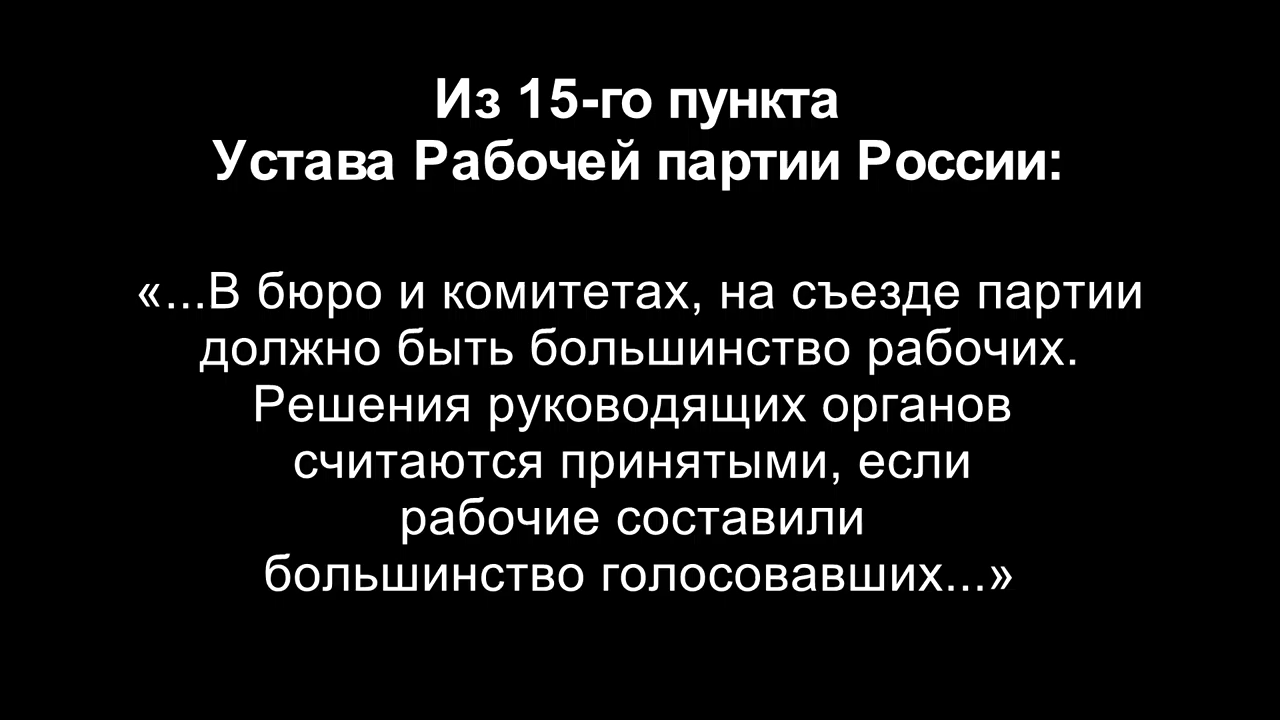 Из 15-го пункта
Устава Рабочей партии России:
«...В бюро и комитетах, на съезде партии
должно быть большинство рабочих.
Решения руководящих органов
считаются принятыми, если
рабочие составили
большинство голосовавших...»